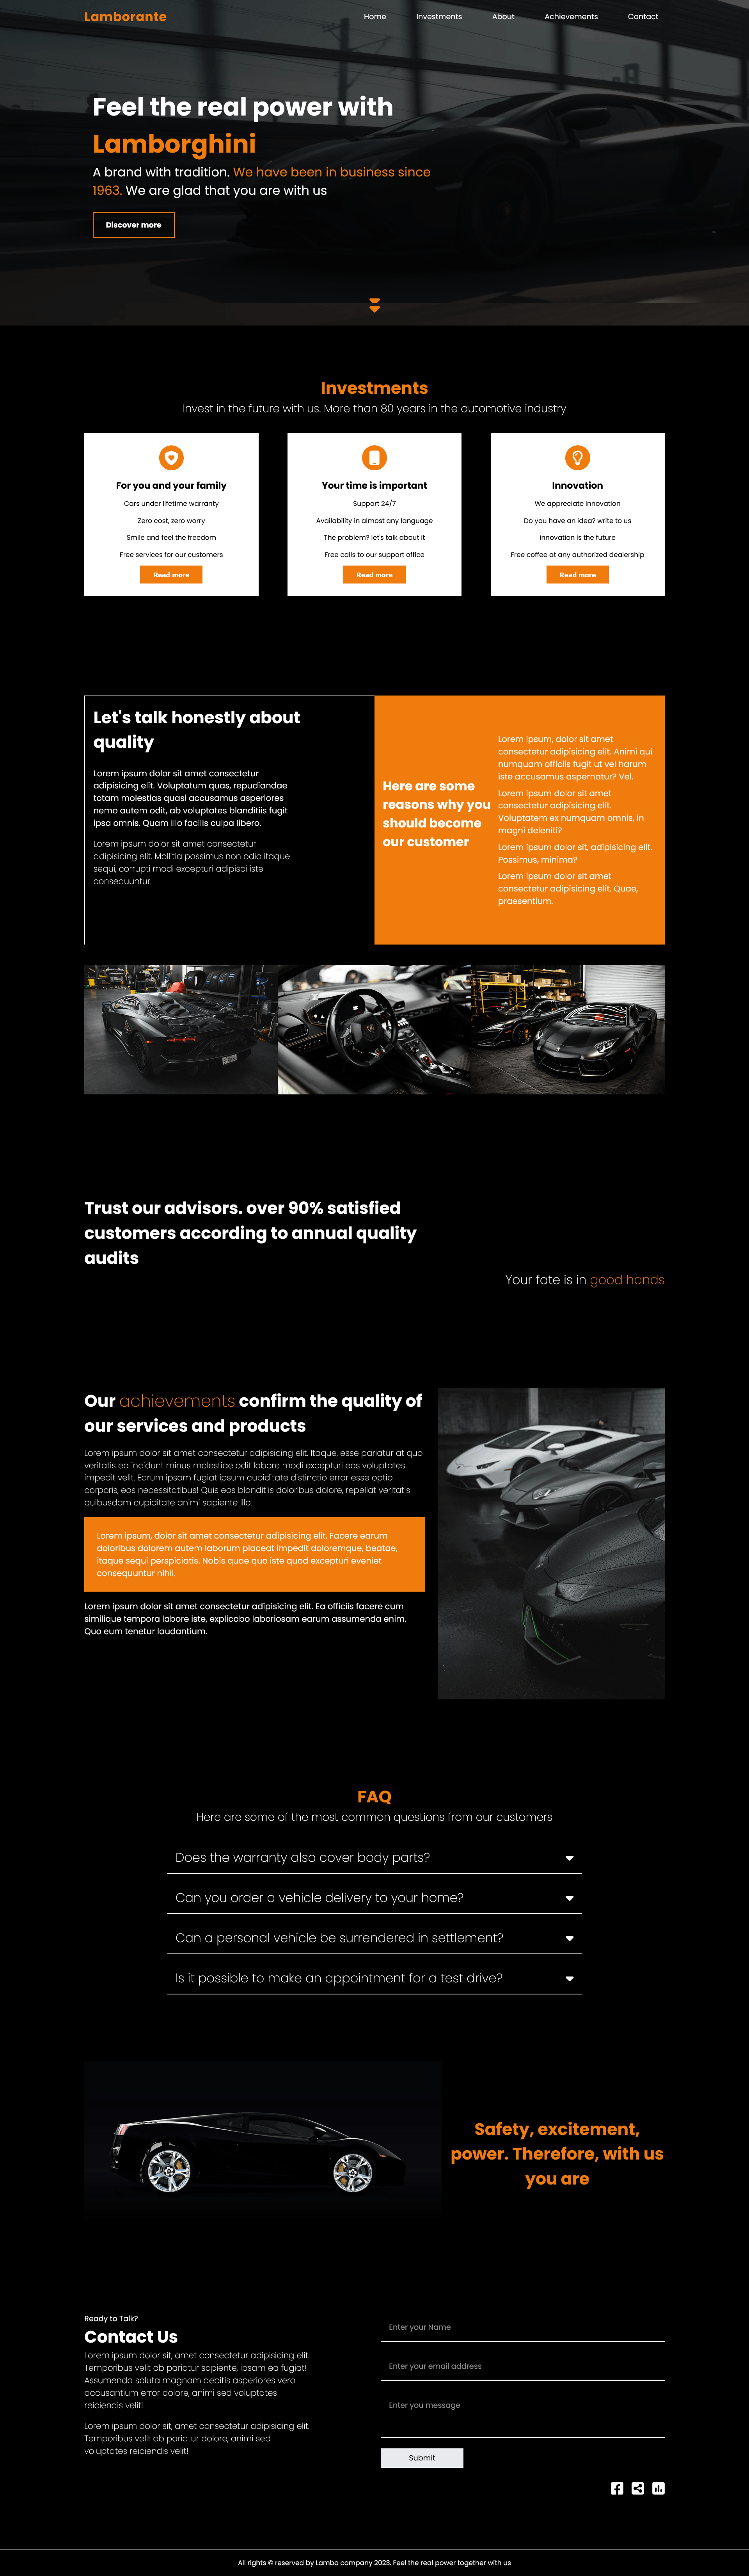 Lamborante
Home Investments About Achievements Contact
Feel the real power with
Lamborghini
A brand with tradition. We have been in business since
1963. We are glad that you are with us
Discover more
Investments
Invest in the future with us. More than 80 years in the automotive industry
For you and your family
Cars under lifetime warranty
Zero cost, zero worry
Smile and feel the freedom
Free services for our customers
Read more
Your time is important
Support 24/7
Availability in almost any language
The problem? let's talk about it
Free calls to our support office
Read more
Innovation
We appreciate innovation
Do you have an idea? write to us
innovation is the future
Free coffee at any authorized dealership
Read more
Let's talk honestly about
quality
Lorem ipsum dolor sit amet consectetur
adipisicing elit. Voluptatum quas, repudiandae
totam molestias quasi accusamus asperiores
nemo autem odit, ab voluptates blanditiis fugit
ipsa omnis. Quam illo facilis culpa libero.
Lorem ipsum dolor sit amet consectetur
adipisicing elit. Mollitia possimus non odio itaque
sequi, corrupti modi excepturi adipisci iste
consequuntur.
Here are some
reasons why you
should become
our customer
Lorem ipsum, dolor sit amet
consectetur adipisicing elit. Animi qui
numquam officiis fugit ut vel harum
iste accusamus aspernatur? Vel.
Lorem ipsum dolor sit amet
consectetur adipisicing elit.
Voluptatem ex numquam omnis, in
magni deleniti?
Lorem ipsum dolor sit, adipisicing elit.
Possimus, minima?
Lorem ipsum dolor sit amet
consectetur adipisicing elit. Quae,
praesentium.
Trust our advisors. over 90% satisfied
customers according to annual quality
audits
Your fate is in good hands
Our achievements confirm the quality of
our services and products
Lorem ipsum dolor sit amet consectetur adipisicing elit. Itaque, esse pariatur at quo
veritatis ea incidunt minus molestiae odit labore modi excepturi eos voluptates
impedit velit. Earum ipsam fugiat ipsum cupiditate distinctio error esse optio
corporis, eos necessitatibus! Quis eos blanditiis doloribus dolore, repellat veritatis
quibusdam cupiditate animi sapiente illo.
Lorem ipsum, dolor sit amet consectetur adipisicing elit. Facere earum
doloribus dolorem autem laborum placeat impedit doloremque, beatae,
itaque sequi perspiciatis. Nobis quae quo iste quod excepturi eveniet
consequuntur nihil.
Lorem ipsum dolor sit amet consectetur adipisicing elit. Ea officiis facere cum
similique tempora labore iste, explicabo laboriosam earum assumenda enim.
Quo eum tenetur laudantium.
FAQ
Here are some of the most common questions from our customers
Does the warranty also cover body parts?
Can you order a vehicle delivery to your home?
Can a personal vehicle be surrendered in settlement?
Is it possible to make an appointment for a test drive?
Safety, excitement,
power. Therefore, with us
you are
Ready to Talk?
Contact Us
Lorem ipsum dolor sit, amet consectetur adipisicing elit.
Temporibus velit ab pariatur sapiente, ipsam ea fugiat!
Assumenda soluta magnam debitis asperiores vero
accusantium error dolore, animi sed voluptates
reiciendis velit!
Lorem ipsum dolor sit, amet consectetur adipisicing elit.
Temporibus velit ab pariatur dolore, animi sed
voluptates reiciendis velit!
Enter your Name
Enter your email address
Enter you message
Submit
All rights © reserved by Lambo company 2023. Feel the real power together with us